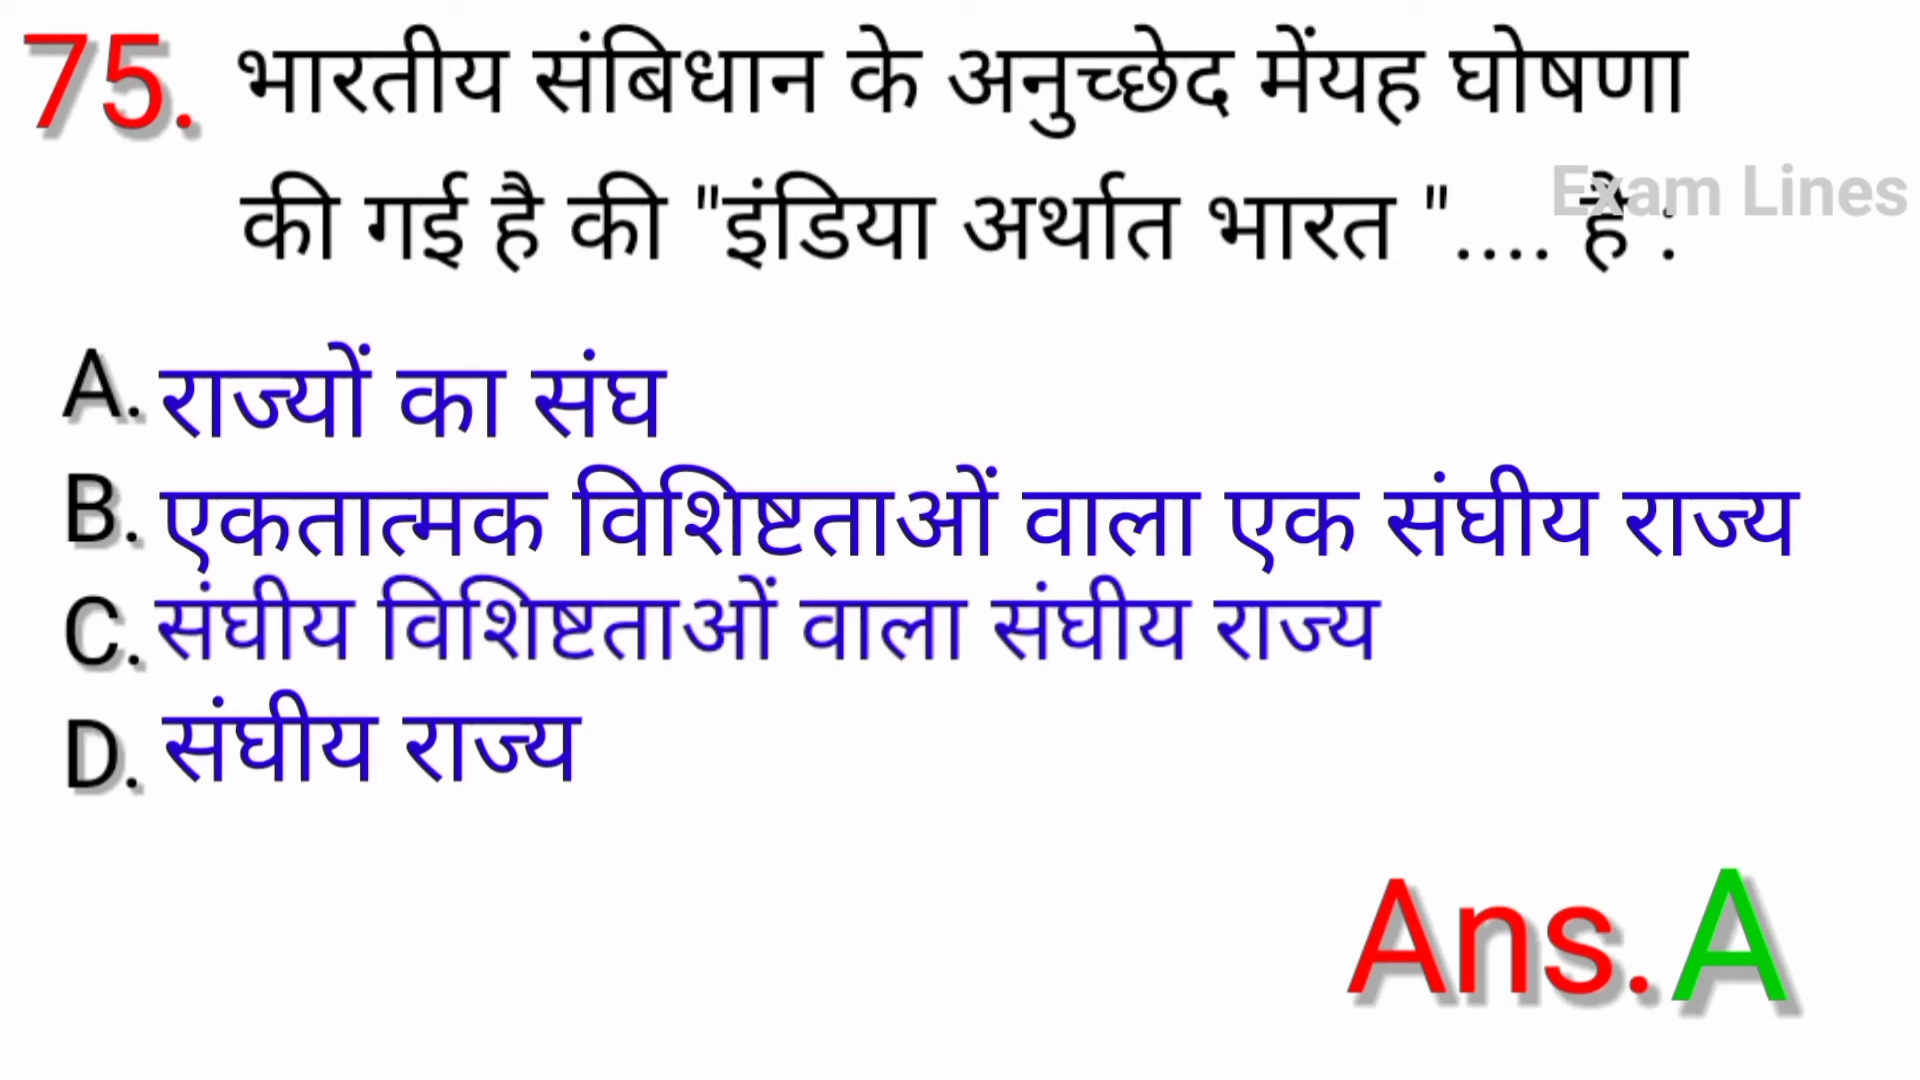 75. भारतीय संबिधान के अनुच्छेद मेंयह घोषणा
की गई है की "इंडिया अर्थात भारत ".... है :
Exam Lines
A. राज्यों का संघ
B. एकतात्मक विशिष्टताओं वाला एक संघीय राज्य
C. संघीय विशिष्टताओं वाला संघीय राज्य
D. संघीय राज्य
Ans. A